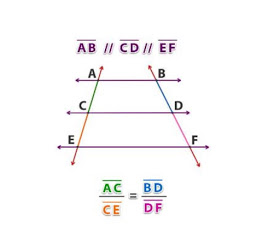 AB // CD // EF
A B
C D
E F
AC = BD
CE DF